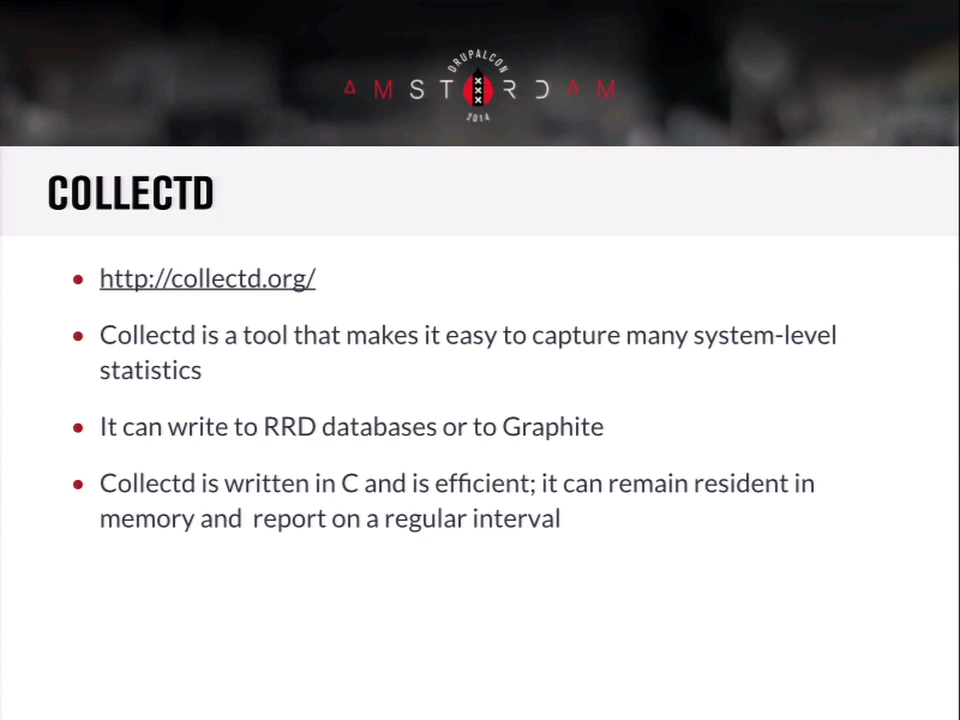 DRUPALCON
AMSTERDAM
2014
COLLECTD
http://collectd.org/
Collectd is a tool that makes it easy to capture many system-level
statistics
It can write to RRD databases or to Graphite
Collectd is written in C and is efficient; it can remain resident in
memory and  report on a regular interval